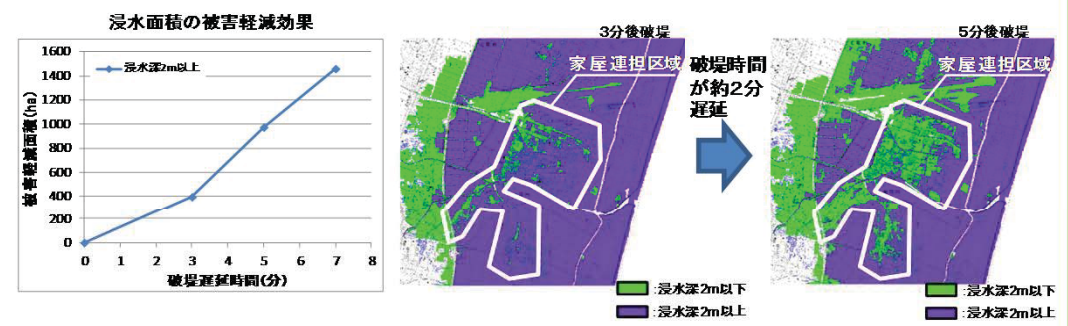 浸水面積の被害軽減効果
被害軽減面積(ha)
1600
1400
1200
1000
800
600
400
200
0
浸水深2m以上
0 1 2 3 4 5 6 7 8
破堤遅延時間(分)
3分後破堤
家屋連担区域
:浸水深2m以下
:浸水深2m以上
破堤時間
が約2分
遅延
5分後破堤
家屋連担区域
:浸水深2m以下
:浸水深2m以上